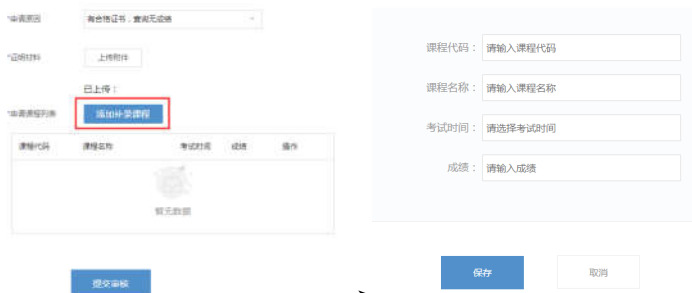 *申请原因 有合格证书，查询无成绩
*证明材料 上传附件
已上传：
*申请课程列表 添加补录课程
课程代码 课程名称 考试时间 成绩 操作
暂无数据
提交审核
课程代码： 请输入课程代码
课程名称： 请输入课程名称
考试时间： 请选择考试时间
成绩： 请输入成绩
保存 取消